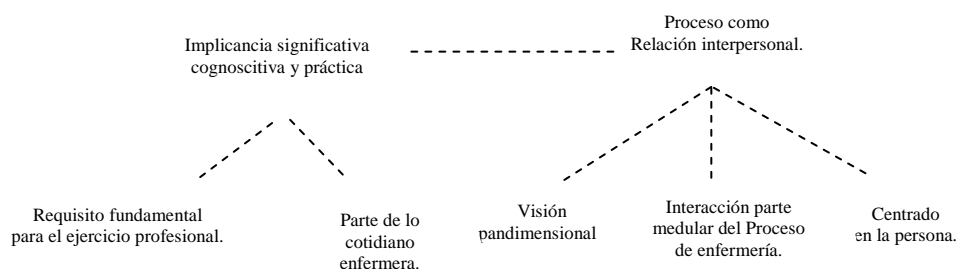 Implicancia significativa
cognoscitiva y práctica
Proceso como
Relación interpersonal.
Requisito fundamental
para el ejercicio profesional.
Parte de lo
cotidiano
enfermera.
Visión
pandimensional
Interacción parte
medular del Proceso
de enfermería.
Centrado
en la persona.